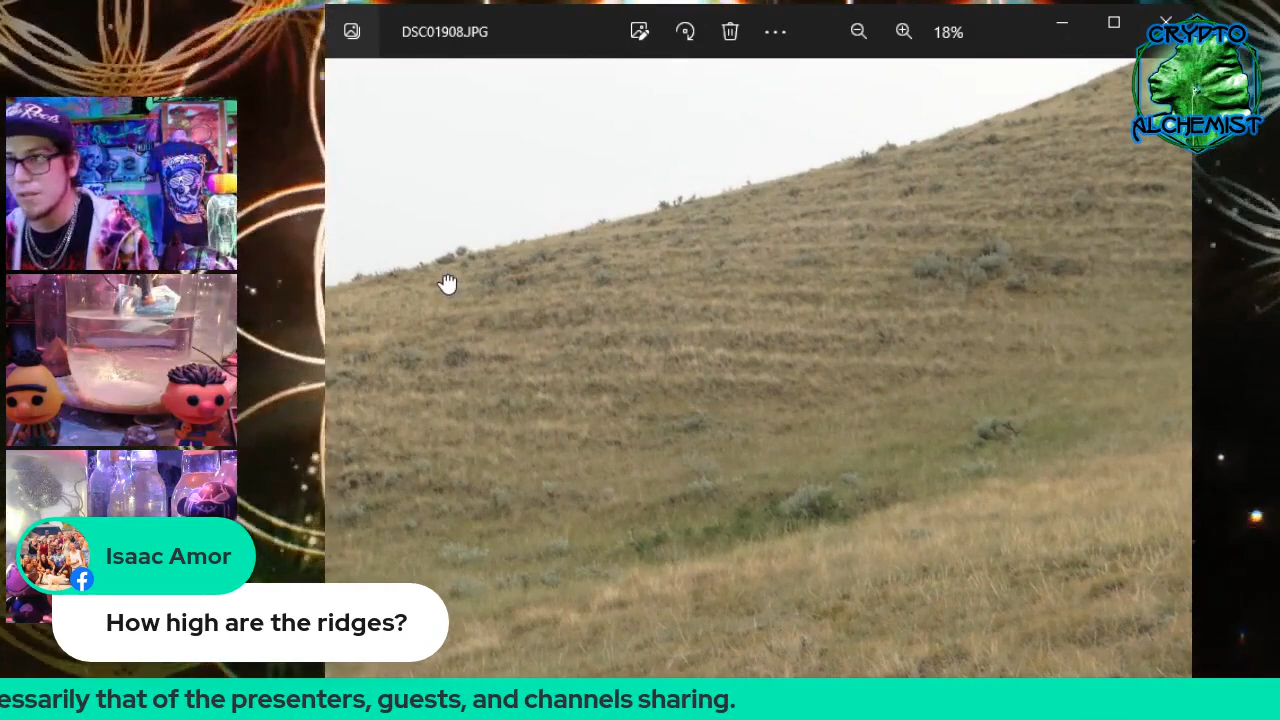 DSC01908.JPG
18%
CRYPTO
ALCHEMIST
Isaac Amor
How high are the ridges?
essarily that of the presenters, guests, and channels sharing.